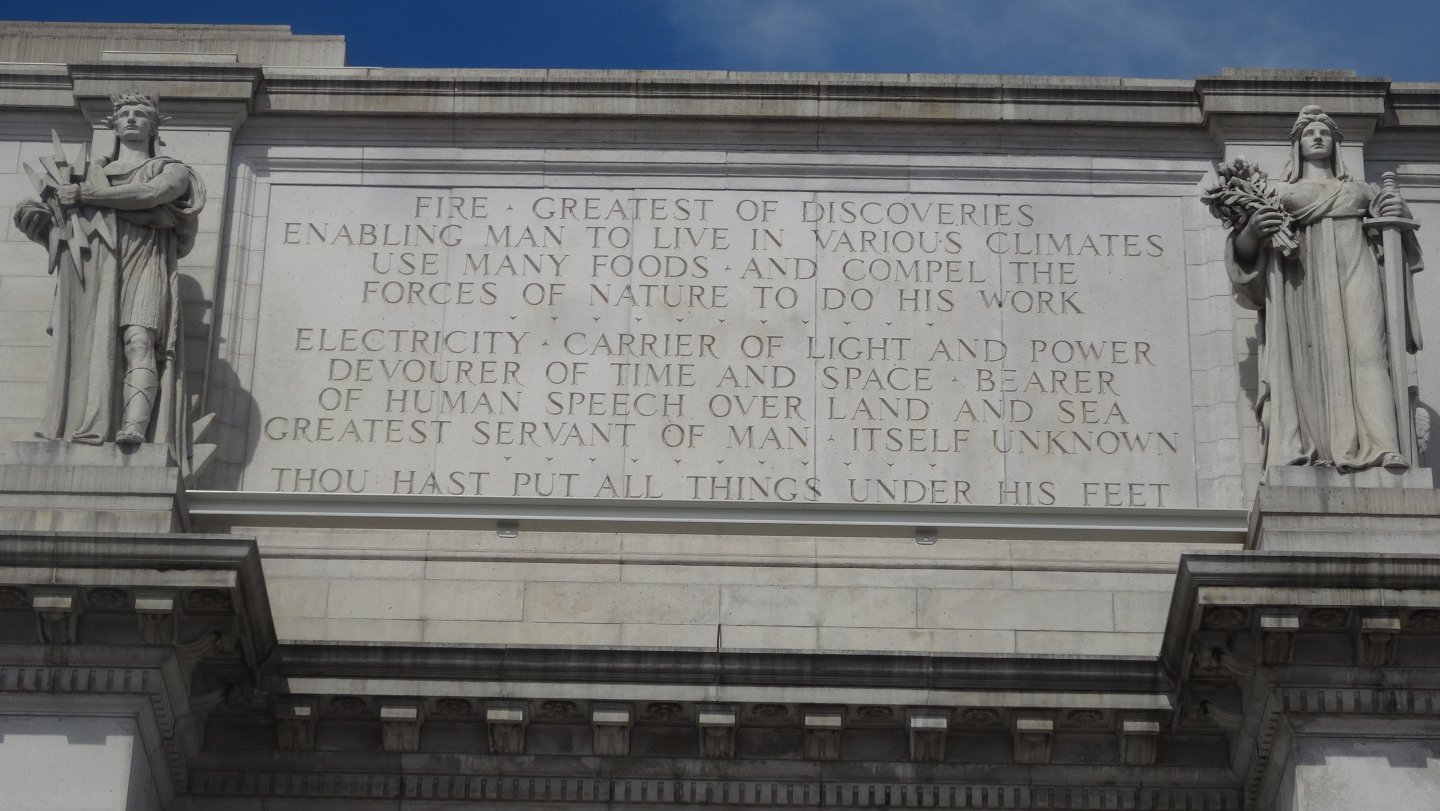 FIRE · GREATEST OF DISCOVERIES
ENABLING MAN TO LIVE IN VARIOUS CLIMATES
USE MANY FOODS · AND COMPEL THE
FORCES OF NATURE TO DO HIS WORK
ELECTRICITY · CARRIER OF LIGHT AND POWER
DEVOURER OF TIME AND SPACE · BEARER
OF HUMAN SPEECH OVER LAND AND SEA
GREATEST SERVANT OF MAN · ITSELF UNKNOWN
THOU HAST PUT ALL THINGS UNDER HIS FEET